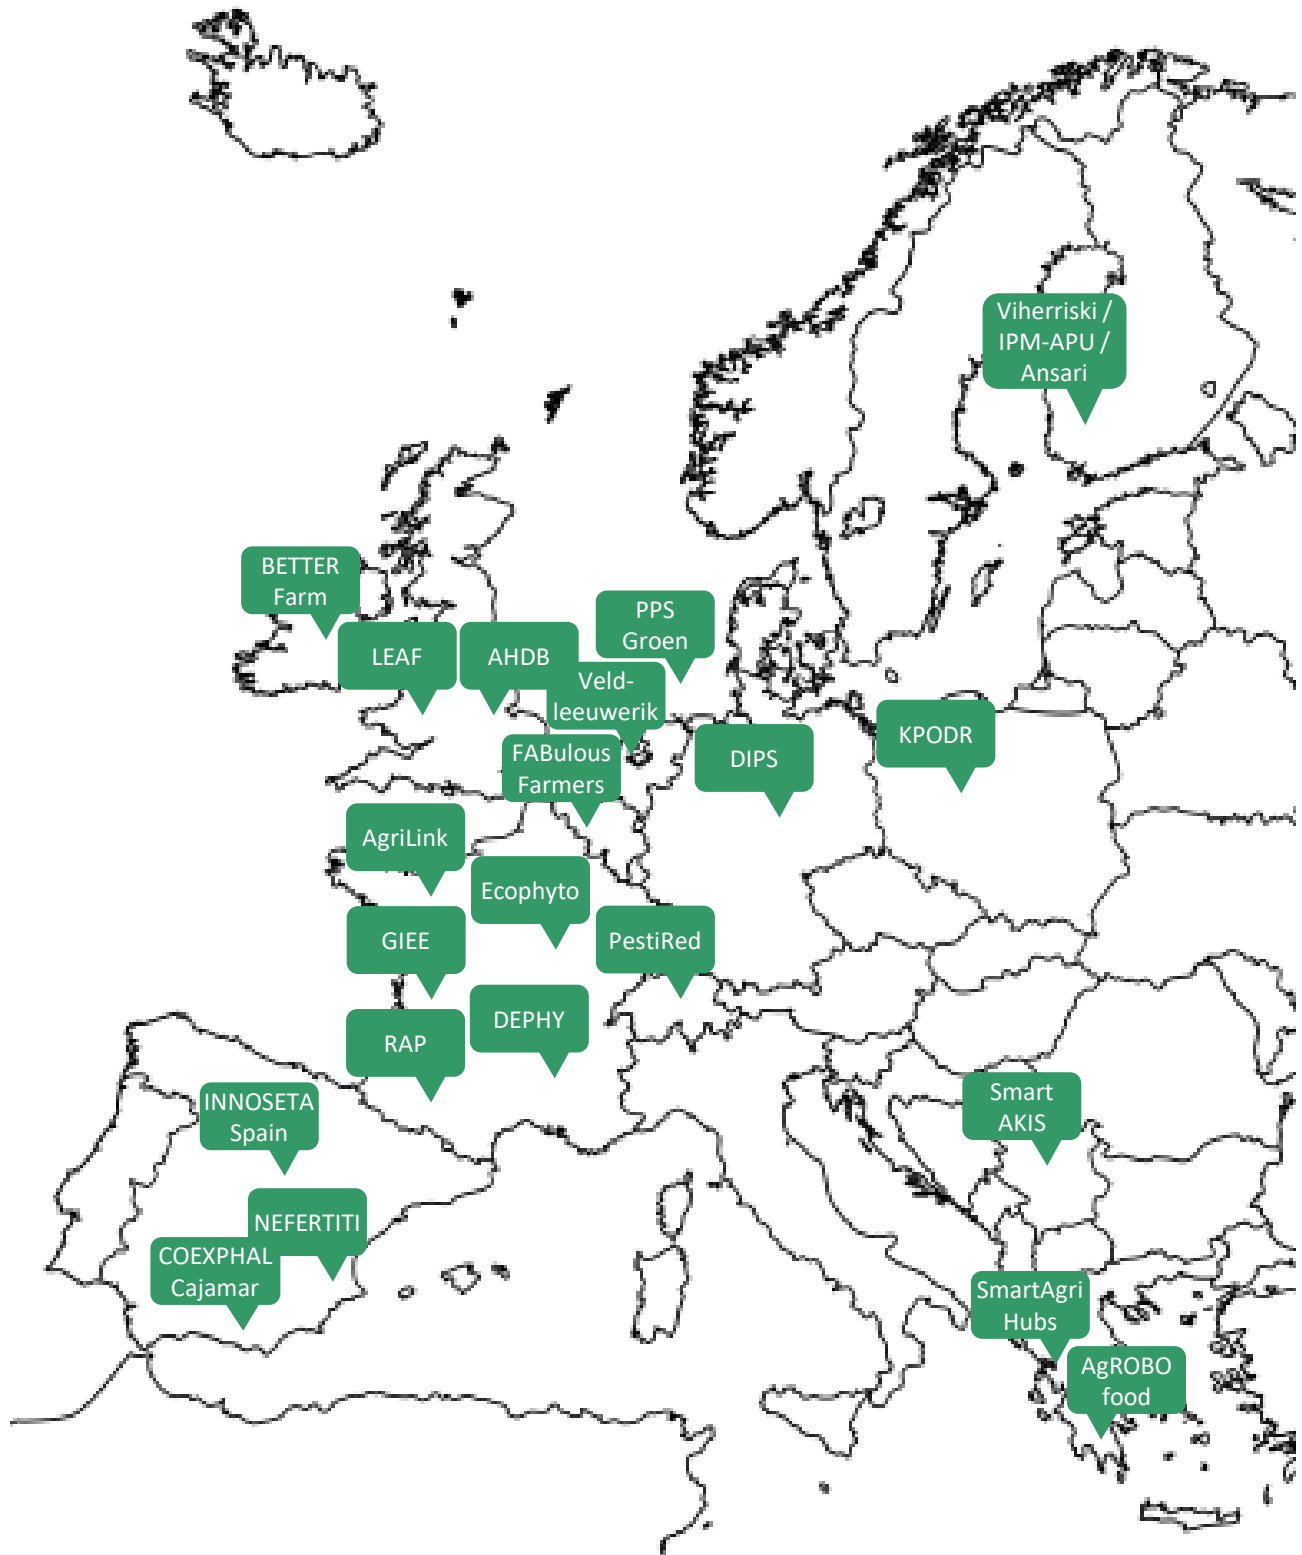 Viherriski /
IPM-APU /
Ansari
BETTER
Farm
PPS
Groen
LEAF
AHDB
Veld-
leeuwerik
KPODR
FABulous
Farmers
DIPS
AgriLink
Ecophyto
GIEE
PestiRed
DEPHY
RAP
INNOSETA
Spain
Smart
AKIS
NEFERTITI
COEXPHAL
Cajamar
SmartAgri
Hubs
AgROBO
food